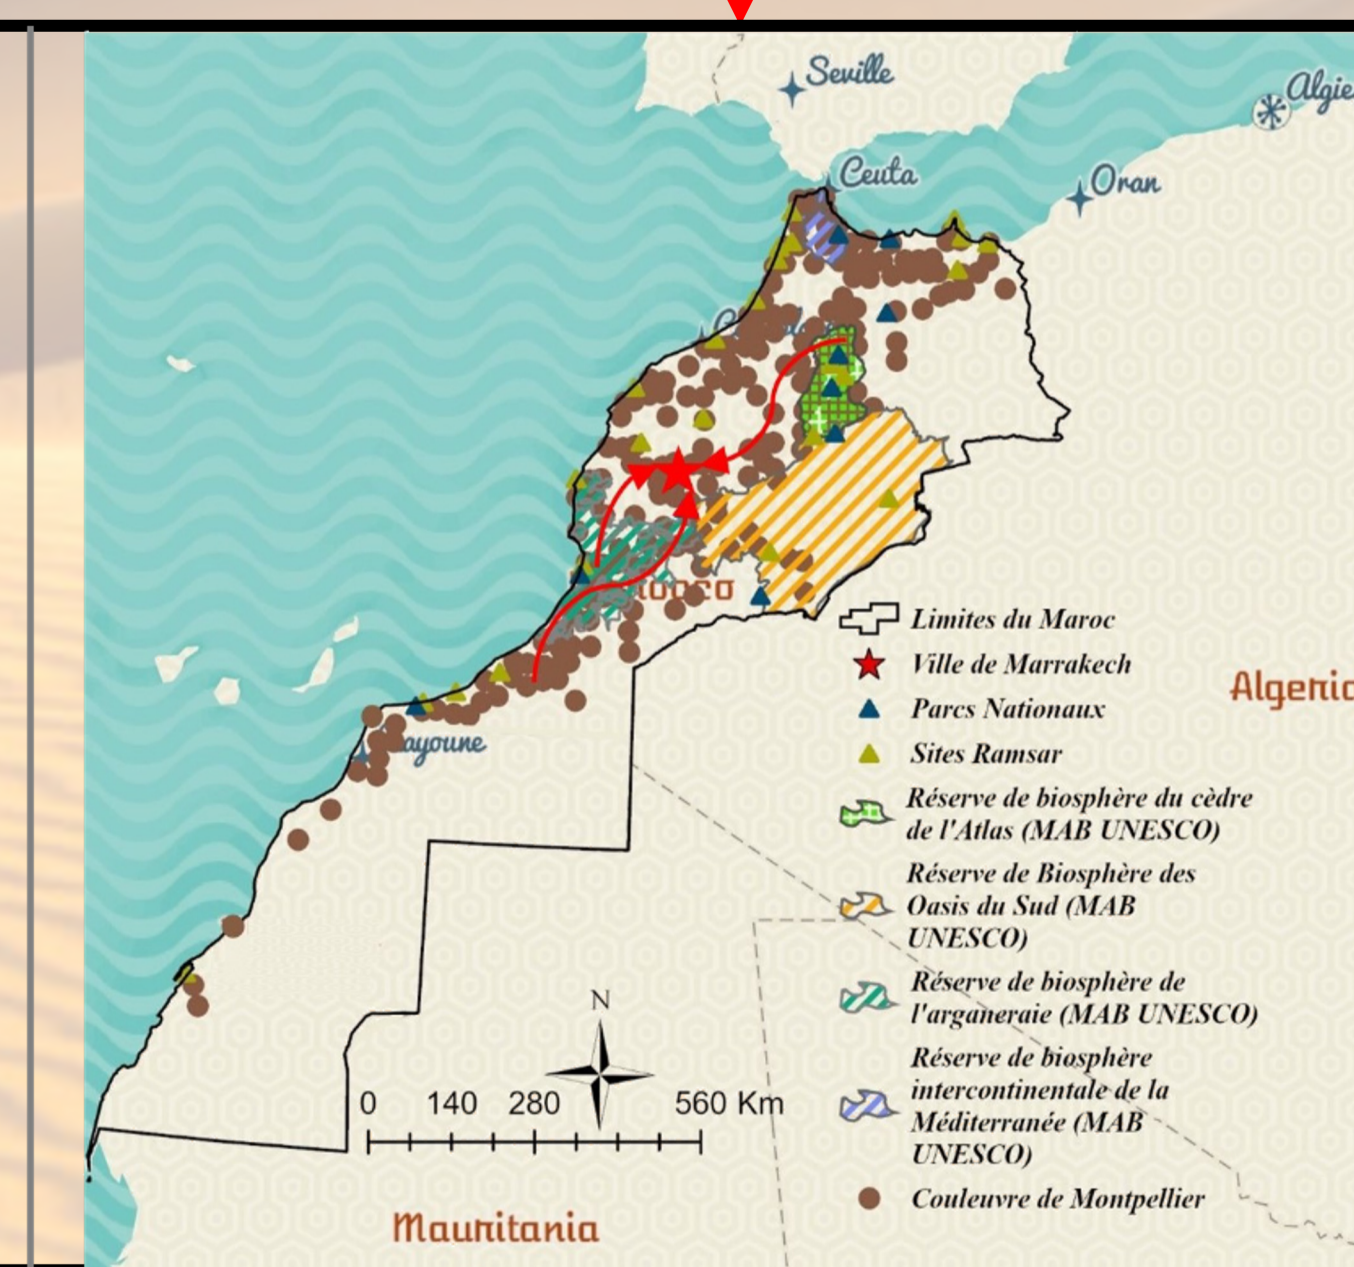 Seville
Algie
Ceuta
Oran
ayoune
Limites du Maroc
Ville de Marrakech
Parcs Nationaux
Algeria
Sites Ramsar
Réserve de biosphère du cèdre
de l'Atlas (MAB UNESCO)
Réserve de Biosphère des
Oasis du Sud (MAB
UNESCO)
Réserve de biosphère de
l'arganeraie (MAB UNESCO)
N
Réserve de biosphère
intercontinentale de la
Méditerranée (MAB
UNESCO)
0 140 280 560 Km
Couleuvre de Montpellier
Mauritania